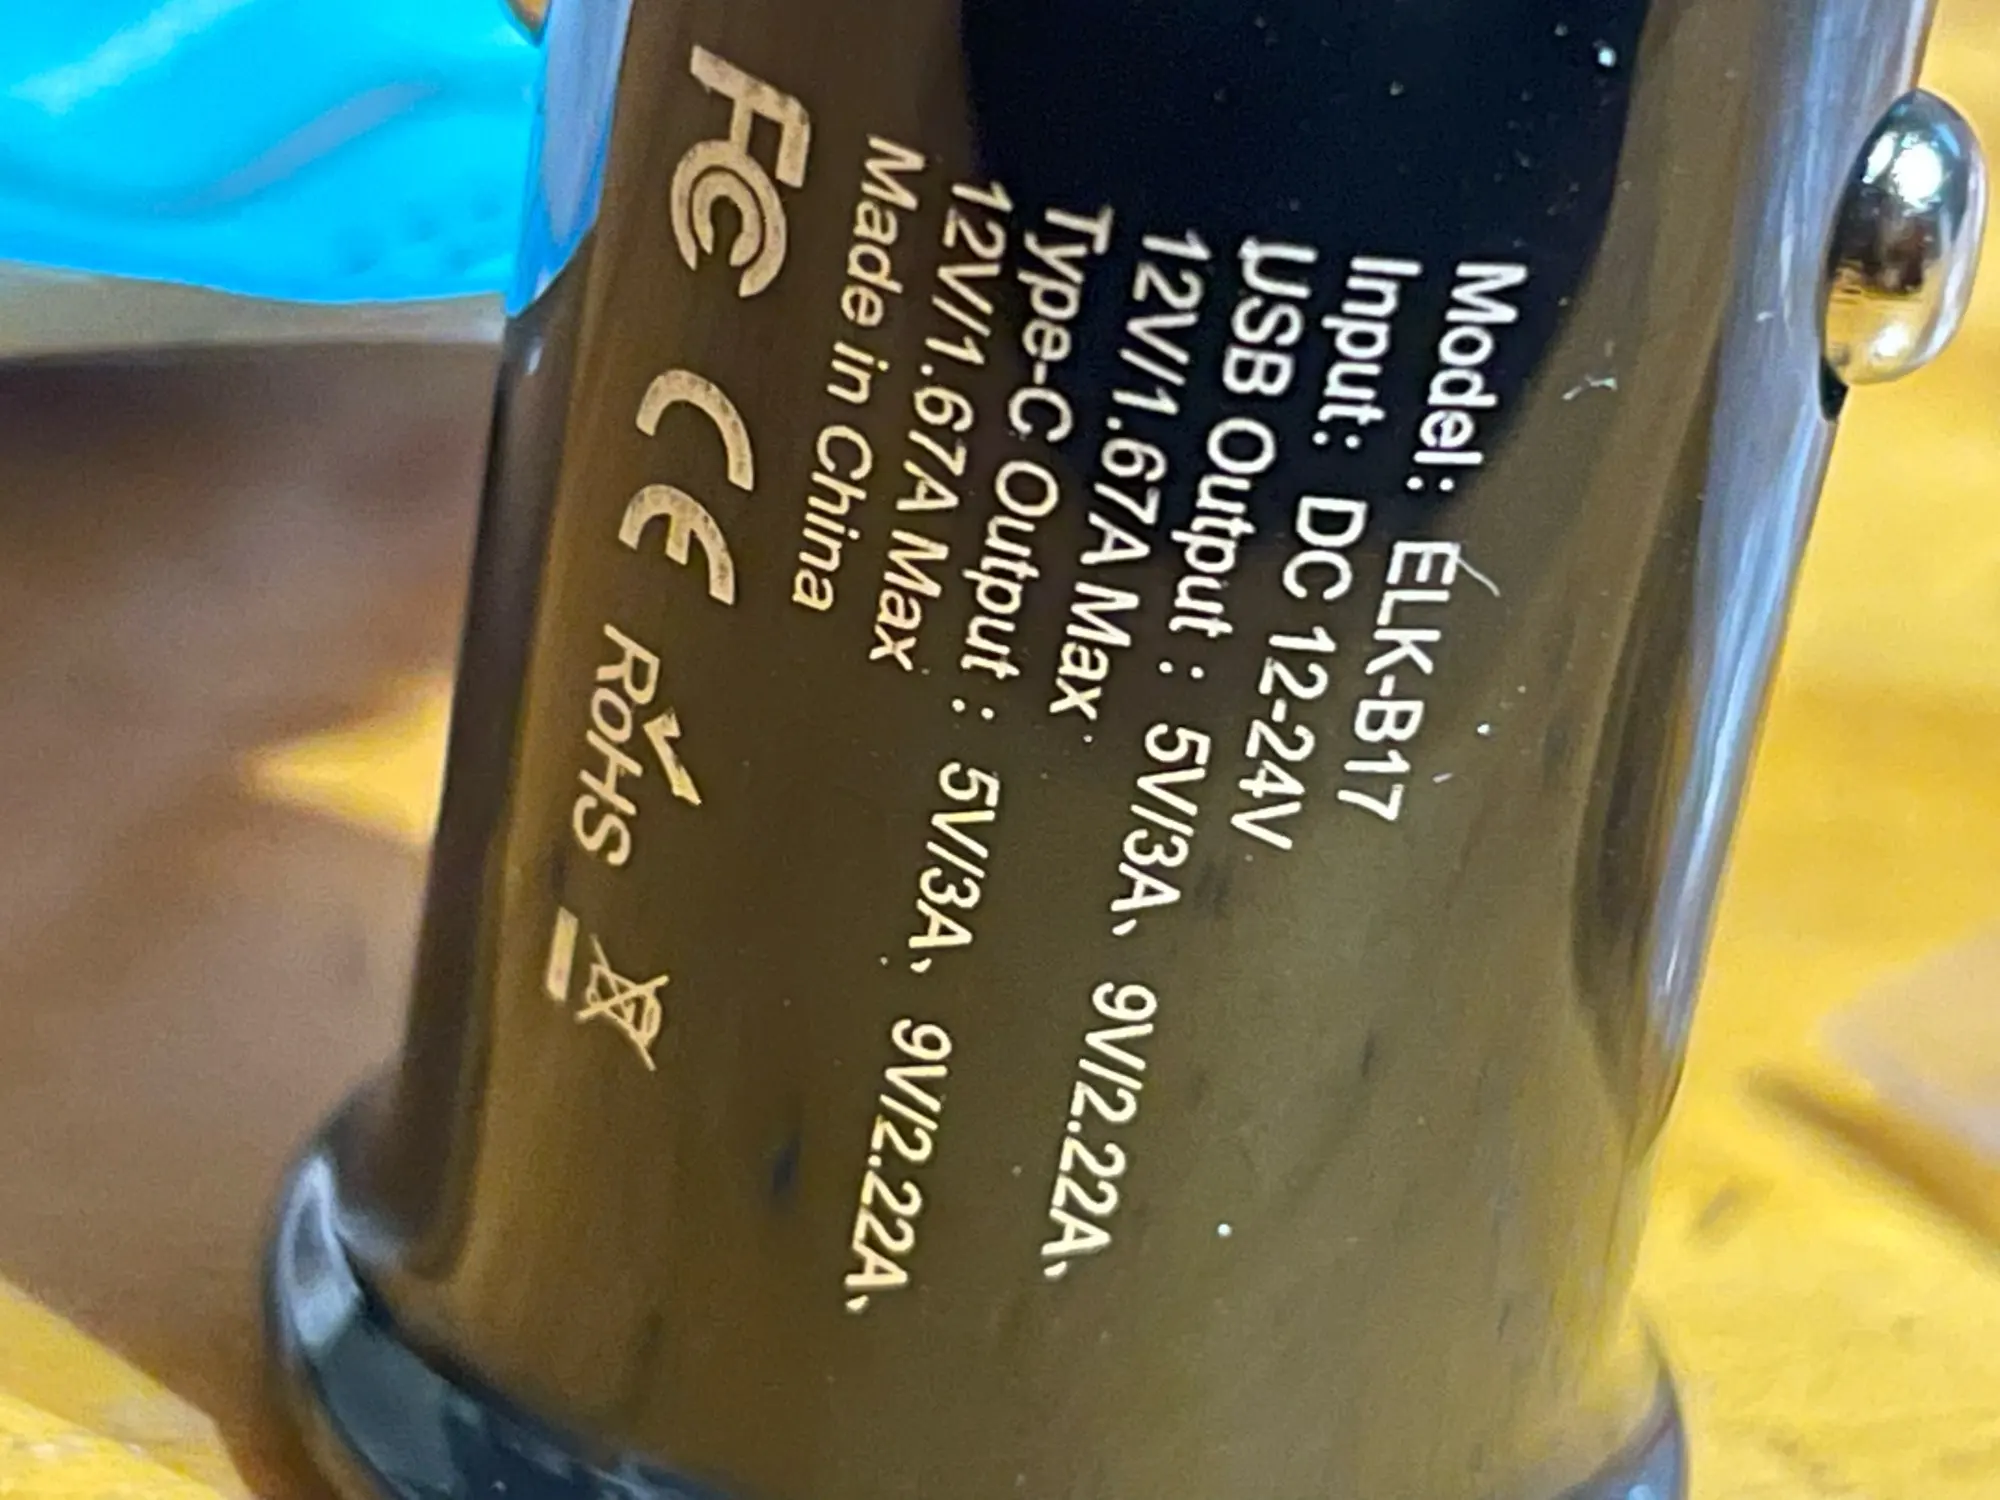 Model: ELK-B17
Input: DC 12-24V
USB Output : 5V/3A、 9V/2.22A、
12V/1.67A Max
Type-C Output : 5V/3A、 9V/2.22A、
12V/1.67A Max
Made in China
FC CE RoHS